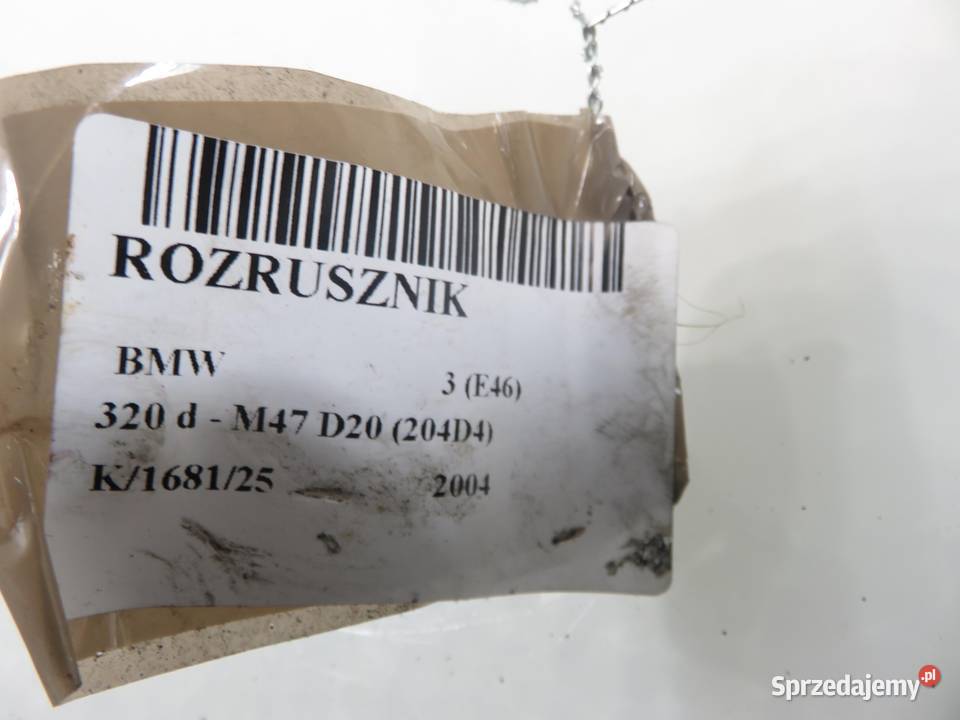 ROZRUSZNIK
BMW 3 (E46)
320 d - M47 D20 (204D4)
K/1681/25 2004
Sprzedajemy.pl